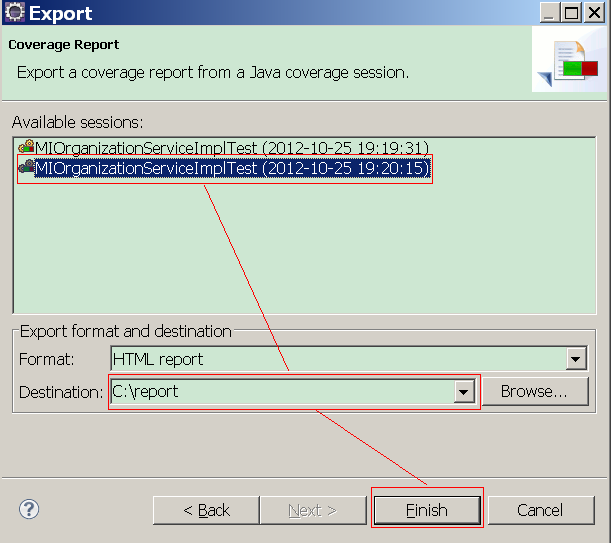 Export
Coverage Report
Export a coverage report from a Java coverage session.
Available sessions:
MIOrganizationServiceImplTest (2012-10-25 19:19:31)
MIOrganizationServiceImplTest (2012-10-25 19:20:15)
Export format and destination
Format: HTML report
Destination: C:\report Browse...
? < Back Next > Finish Cancel